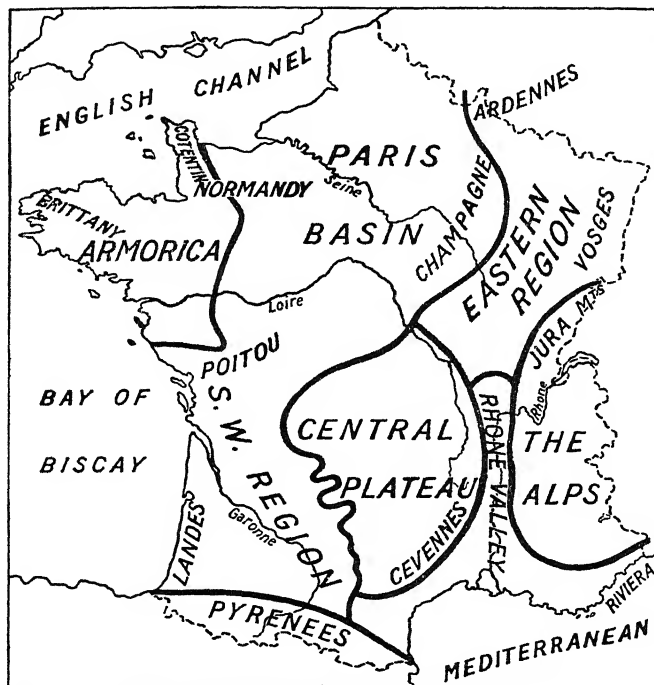 ENGLISH CHANNEL
ARDENNES
COTENTIN
PARIS
NORMANDY
Seine
CHAMPAGNE
BRITTANY
ARMORICA
BASIN
EASTERN
REGION
VOSGES
Loire
JURA MTS
POITOU
BAY OF
BISCAY
S. W. REGION
CENTRAL
PLATEAU
RHONE VALLEY
Rhone
THE
ALPS
LANDES
Garonne
CEVENNES
PYRENEES
RIVIERA
MEDITERRANEAN